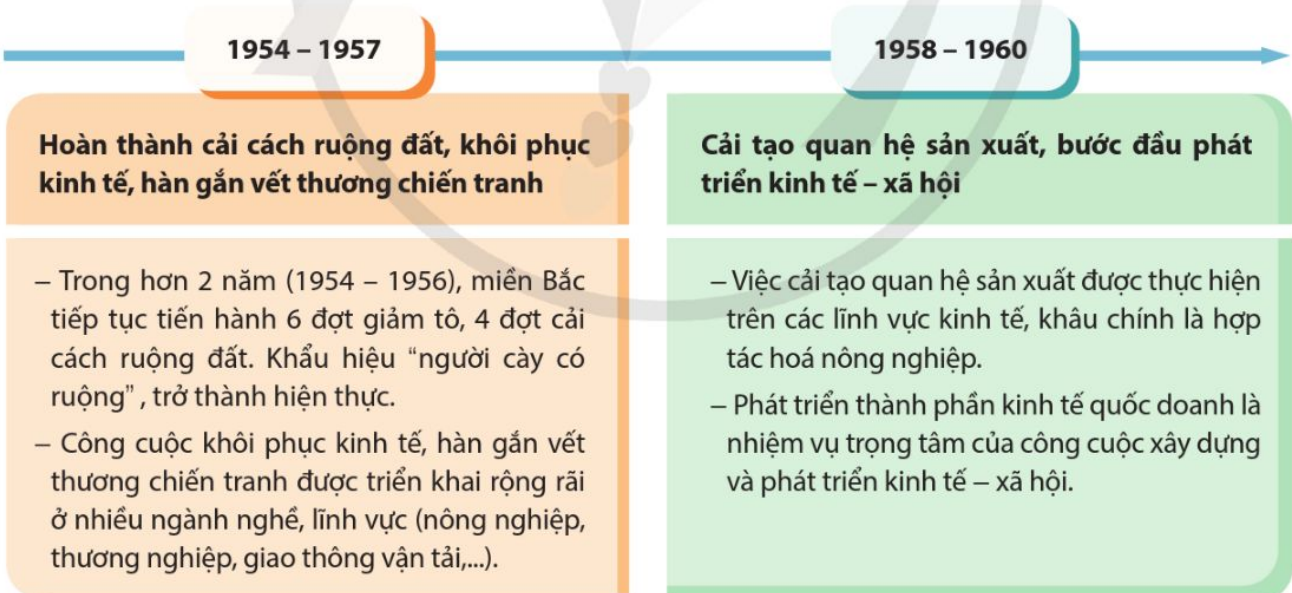 1954 – 1957
1958 – 1960
Hoàn thành cải cách ruộng đất, khôi phục
kinh tế, hàn gắn vết thương chiến tranh
– Trong hơn 2 năm (1954 – 1956), miền Bắc
tiếp tục tiến hành 6 đợt giảm tô, 4 đợt cải
cách ruộng đất. Khẩu hiệu “người cày có
ruộng” , trở thành hiện thực.
– Công cuộc khôi phục kinh tế, hàn gắn vết
thương chiến tranh được triển khai rộng rãi
ở nhiều ngành nghề, lĩnh vực (nông nghiệp,
thương nghiệp, giao thông vận tải,...).
Cải tạo quan hệ sản xuất, bước đầu phát
triển kinh tế – xã hội
– Việc cải tạo quan hệ sản xuất được thực hiện
trên các lĩnh vực kinh tế, khâu chính là hợp
tác hoá nông nghiệp.
– Phát triển thành phần kinh tế quốc doanh là
nhiệm vụ trọng tâm của công cuộc xây dựng
và phát triển kinh tế – xã hội.